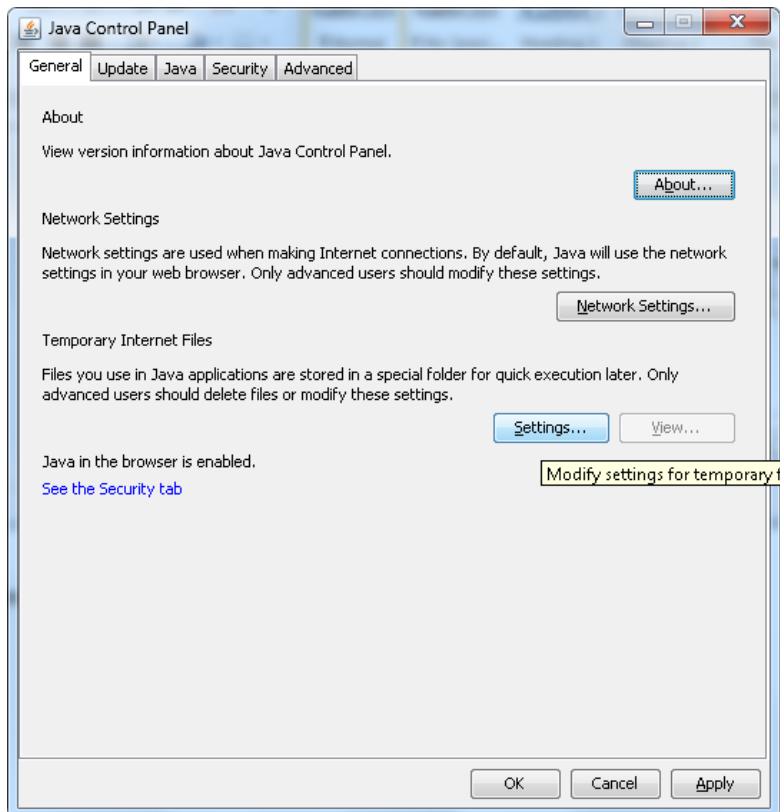 Java Control Panel
General Update Java Security Advanced
About
View version information about Java Control Panel.
About...
Network Settings
Network settings are used when making Internet connections. By default, Java will use the network
settings in your web browser. Only advanced users should modify these settings.
Network Settings...
Temporary Internet Files
Files you use in Java applications are stored in a special folder for quick execution later. Only
advanced users should delete files or modify these settings.
Settings... View...
Java in the browser is enabled.
Modify settings for temporary f
See the Security tab
OK Cancel Apply